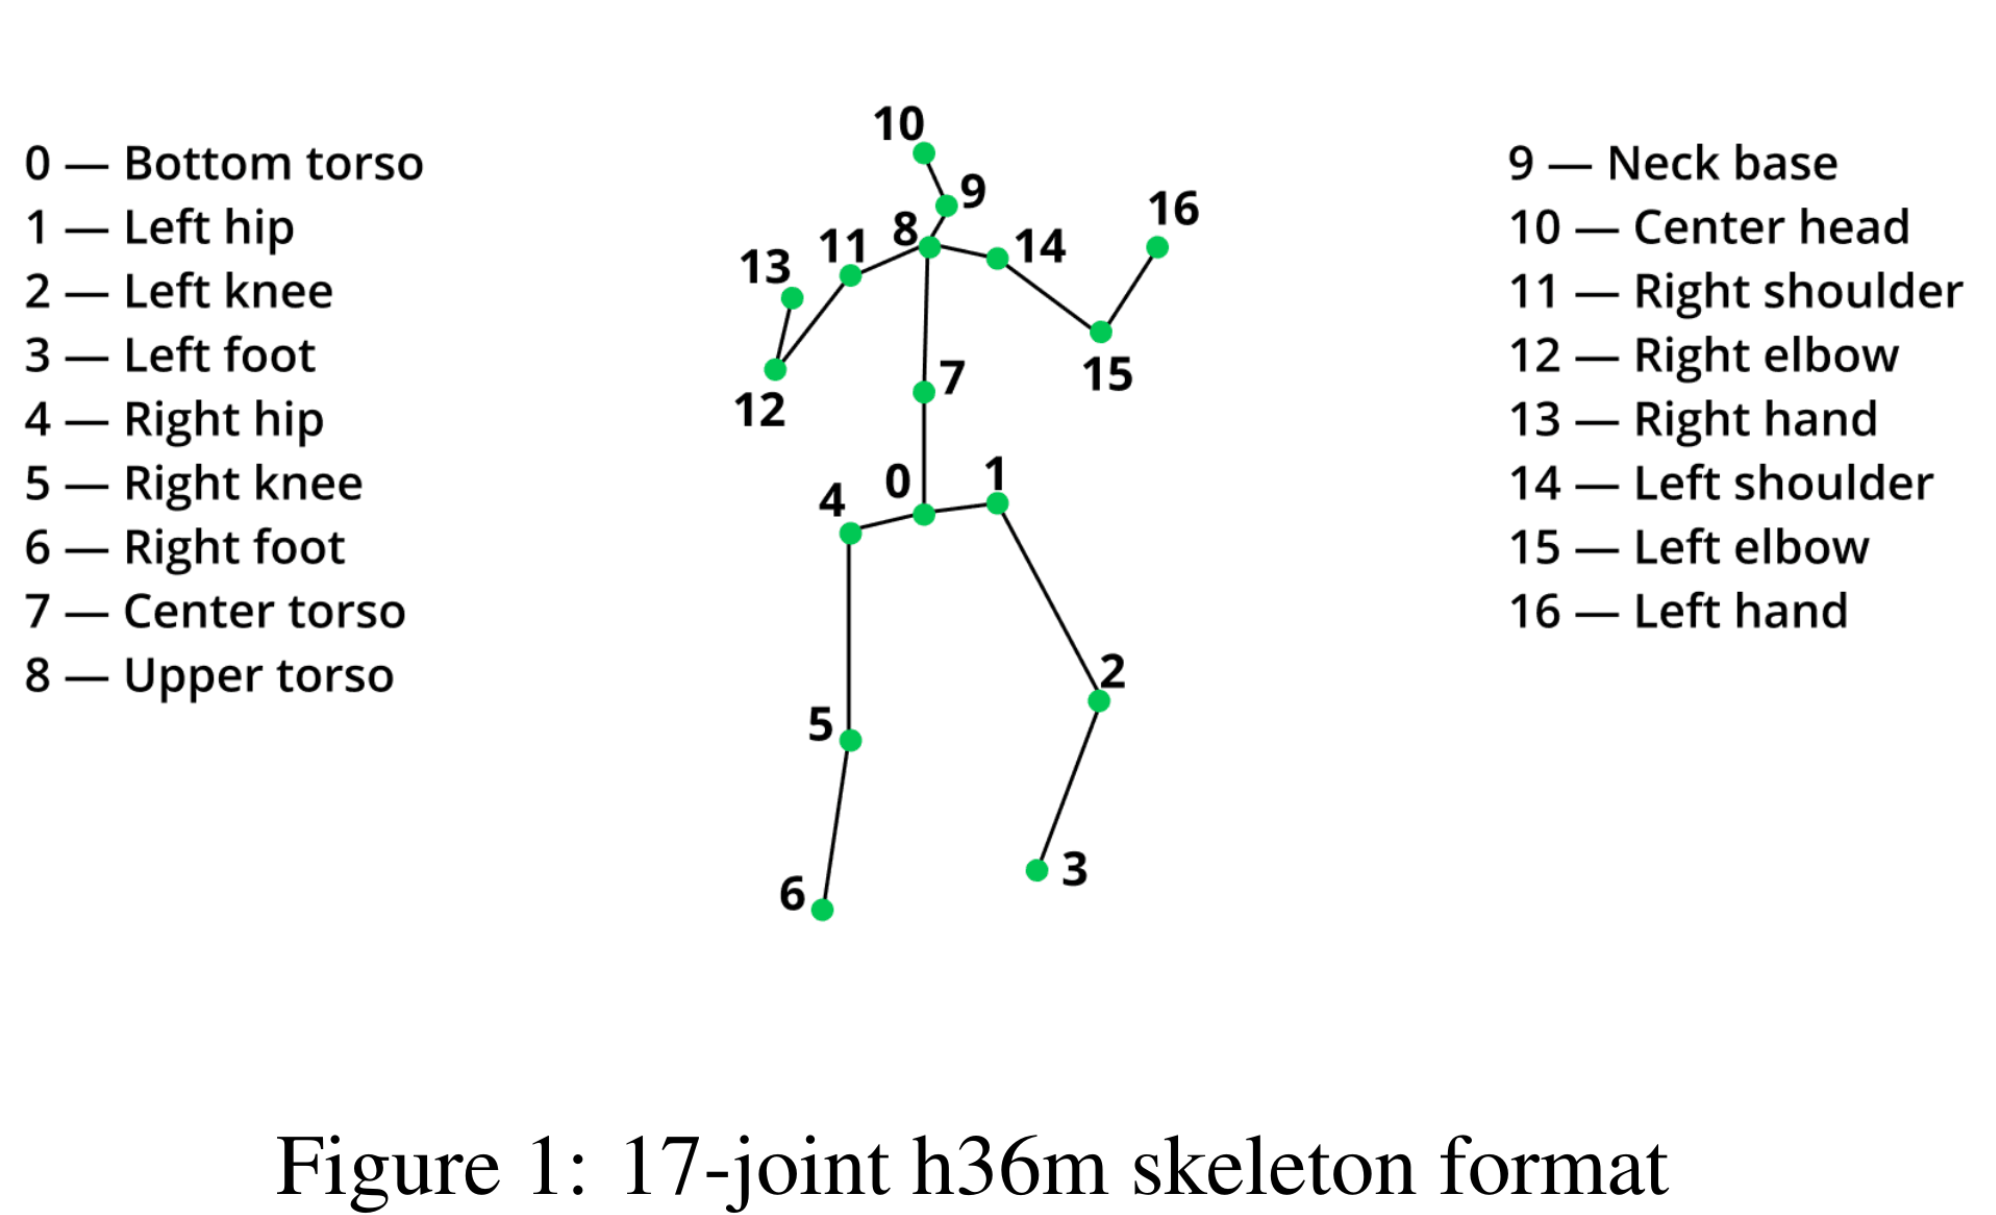 0 — Bottom torso
1 — Left hip
2 — Left knee
3 — Left foot
4 — Right hip
5 — Right knee
6 — Right foot
7 — Center torso
8 — Upper torso
10
9
16
8
11
14
13
7
15
12
0
1
4
2
5
3
6
9 — Neck base
10 — Center head
11 — Right shoulder
12 — Right elbow
13 — Right hand
14 — Left shoulder
15 — Left elbow
16 — Left hand
Figure 1: 17-joint h36m skeleton format